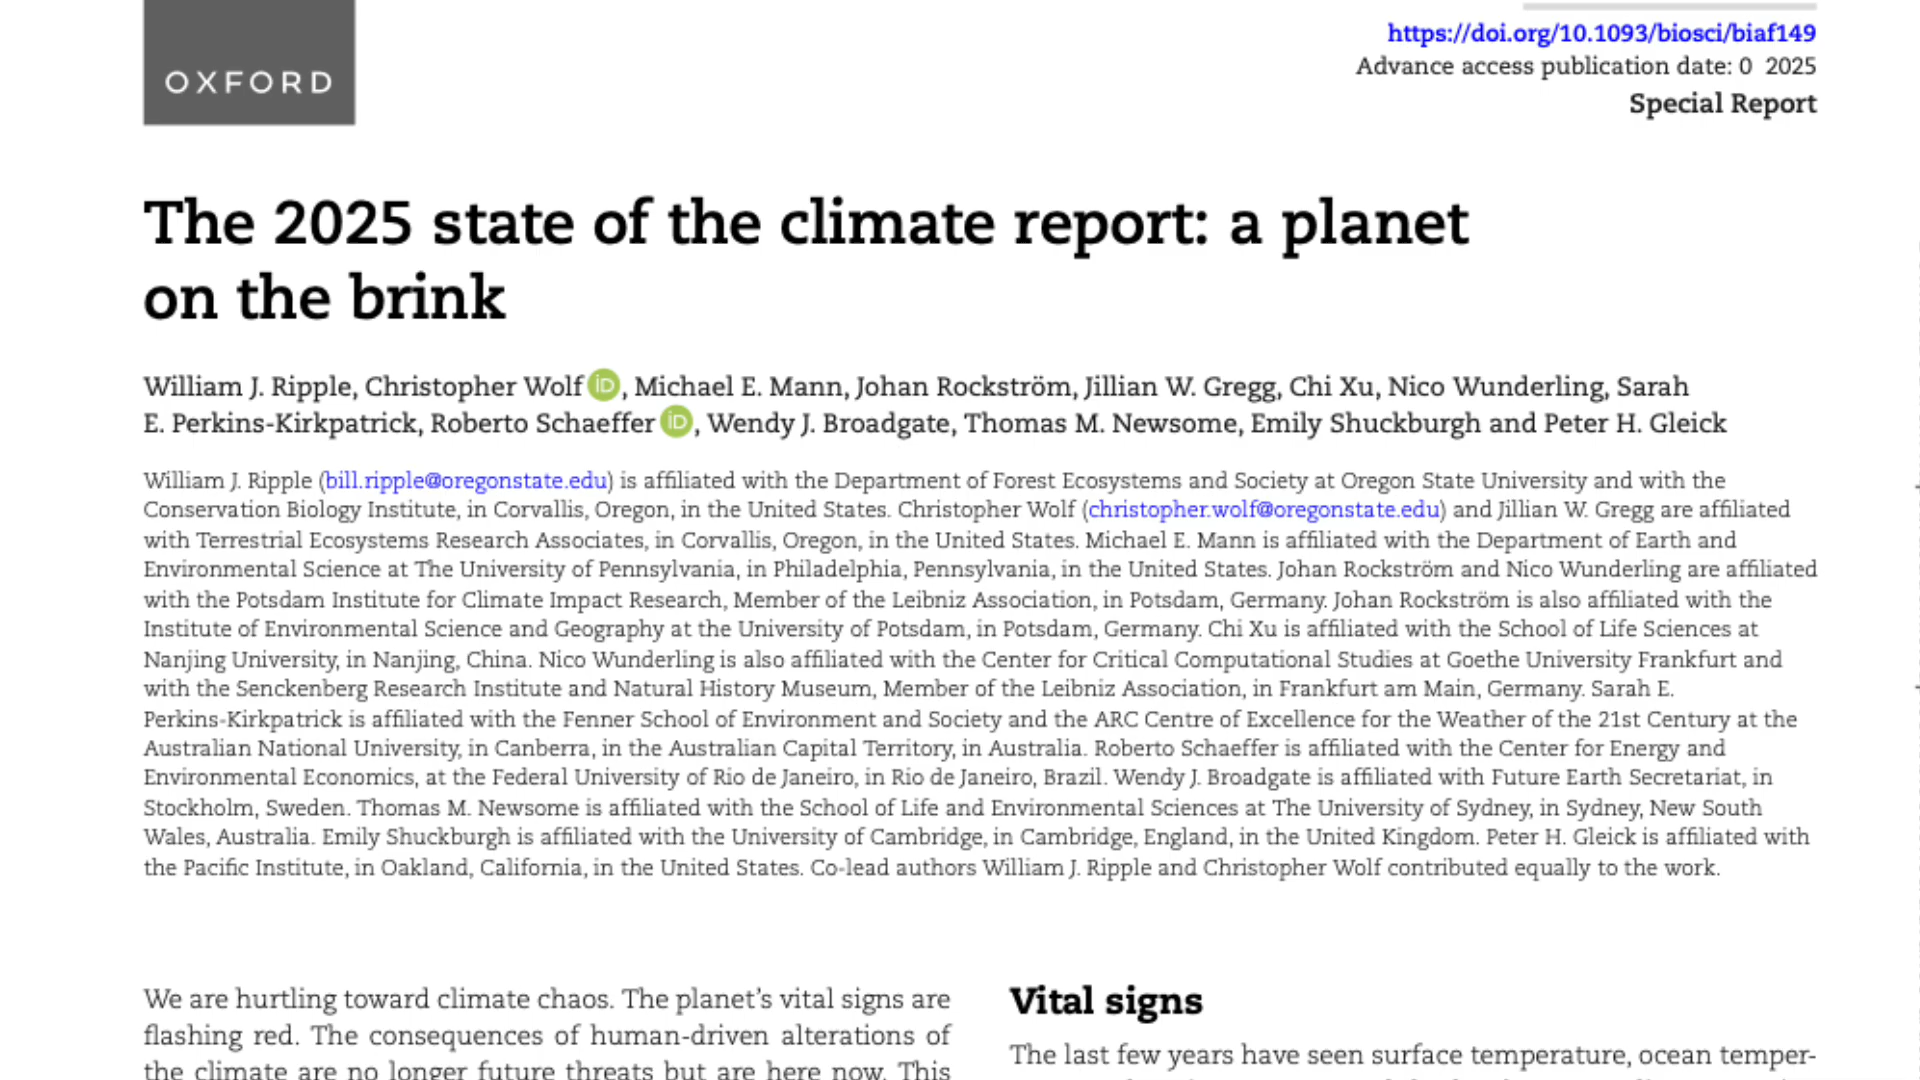 OXFORD
https://doi.org/10.1093/biosci/biaf149
Advance access publication date: 0 2025
Special Report
The 2025 state of the climate report: a planet
on the brink
William J. Ripple, Christopher Wolf iD, Michael E. Mann, Johan Rockström, Jillian W. Gregg, Chi Xu, Nico Wunderling, Sarah
E. Perkins-Kirkpatrick, Roberto Schaeffer iD, Wendy J. Broadgate, Thomas M. Newsome, Emily Shuckburgh and Peter H. Gleick
William J. Ripple (bill.ripple@oregonstate.edu) is affiliated with the Department of Forest Ecosystems and Society at Oregon State University and with the
Conservation Biology Institute, in Corvallis, Oregon, in the United States. Christopher Wolf (christopher.wolf@oregonstate.edu) and Jillian W. Gregg are affiliated
with Terrestrial Ecosystems Research Associates, in Corvallis, Oregon, in the United States. Michael E. Mann is affiliated with the Department of Earth and
Environmental Science at The University of Pennsylvania, in Philadelphia, Pennsylvania, in the United States. Johan Rockström and Nico Wunderling are affiliated
with the Potsdam Institute for Climate Impact Research, Member of the Leibniz Association, in Potsdam, Germany. Johan Rockström is also affiliated with the
Institute of Environmental Science and Geography at the University of Potsdam, in Potsdam, Germany. Chi Xu is affiliated with the School of Life Sciences at
Nanjing University, in Nanjing, China. Nico Wunderling is also affiliated with the Center for Critical Computational Studies at Goethe University Frankfurt and
with the Senckenberg Research Institute and Natural History Museum, Member of the Leibniz Association, in Frankfurt am Main, Germany. Sarah E.
Perkins-Kirkpatrick is affiliated with the Fenner School of Environment and Society and the ARC Centre of Excellence for the Weather of the 21st Century at the
Australian National University, in Canberra, in the Australian Capital Territory, in Australia. Roberto Schaeffer is affiliated with the Center for Energy and
Environmental Economics, at the Federal University of Rio de Janeiro, in Rio de Janeiro, Brazil. Wendy J. Broadgate is affiliated with Future Earth Secretariat, in
Stockholm, Sweden. Thomas M. Newsome is affiliated with the School of Life and Environmental Sciences at The University of Sydney, in Sydney, New South
Wales, Australia. Emily Shuckburgh is affiliated with the University of Cambridge, in Cambridge, England, in the United Kingdom. Peter H. Gleick is affiliated with
the Pacific Institute, in Oakland, California, in the United States. Co-lead authors William J. Ripple and Christopher Wolf contributed equally to the work.
We are hurtling toward climate chaos. The planet's vital signs are
flashing red. The consequences of human-driven alterations of
the climate are no longer future threats but are here now. This
Vital signs
The last few years have seen surface temperature, ocean temper-